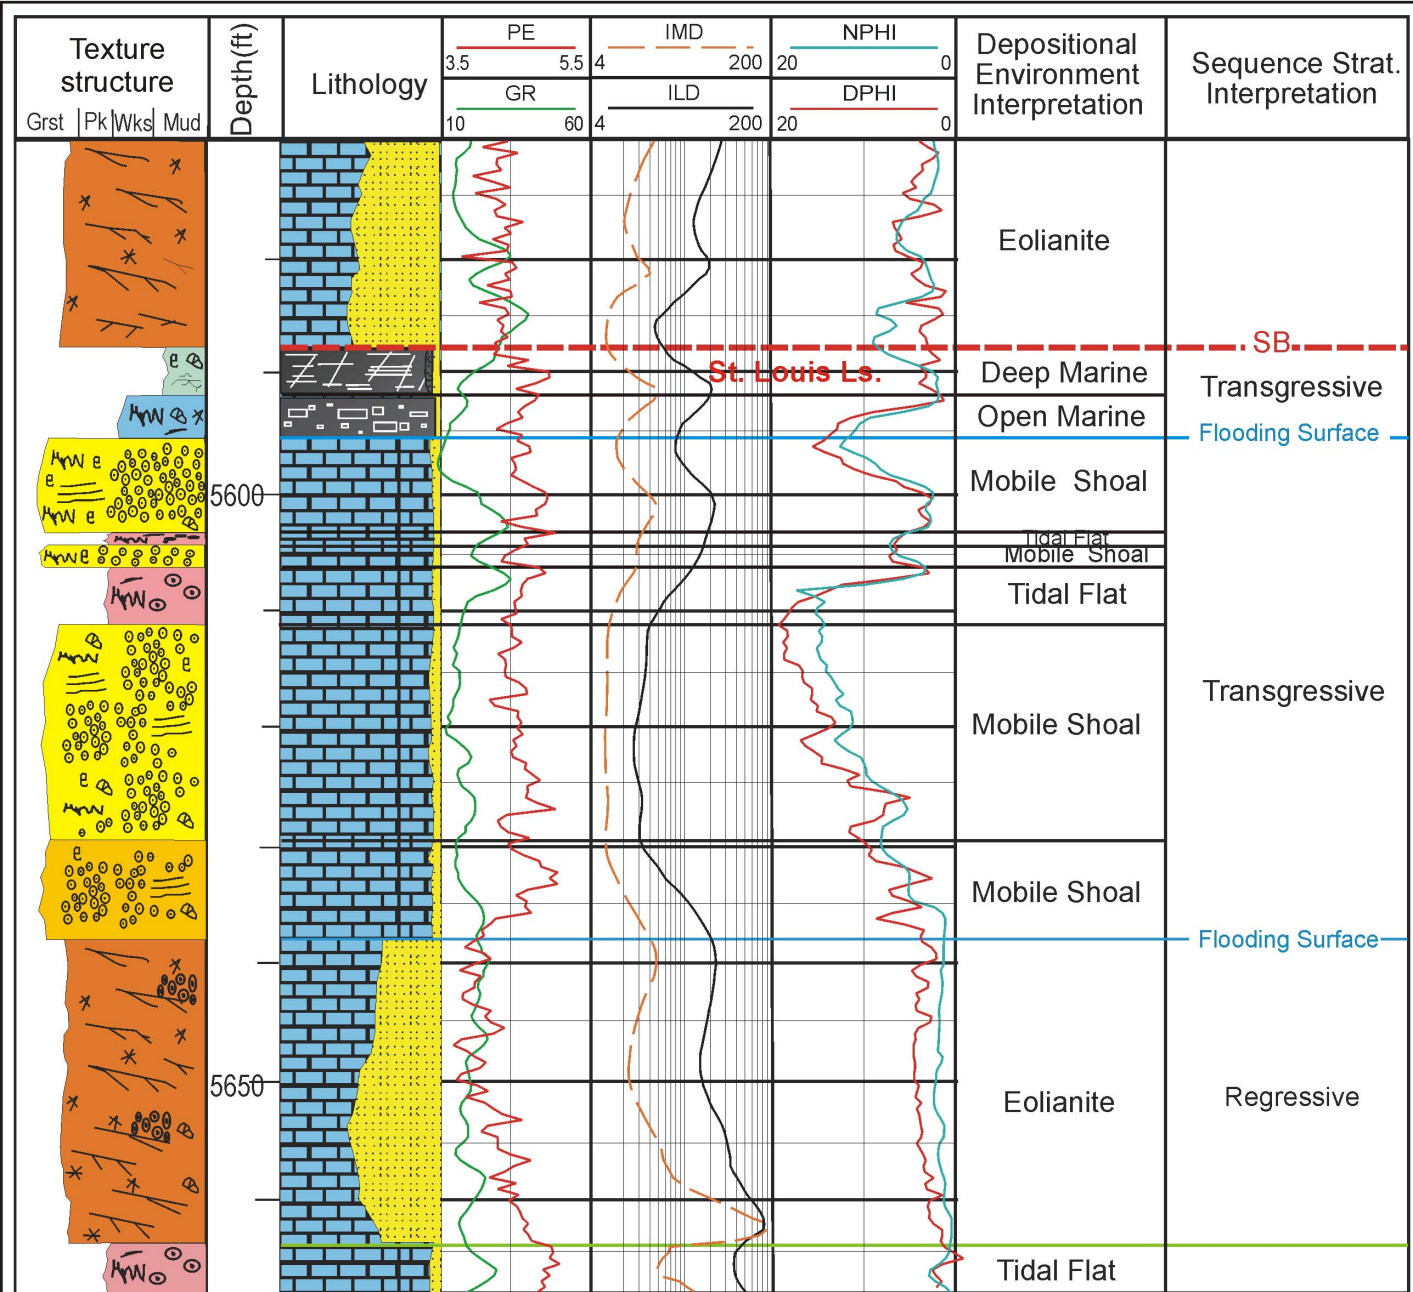 Texture
structure
Grst Pk Wks Mud
Depth(ft)
Lithology
PE
3.5 5.5
GR
10 60
IMD
4 200
ILD
4 200
NPHI
20 0
DPHI
20 0
Depositional
Environment
Interpretation
Sequence Strat.
Interpretation
Eolianite
SB
St. Louis Ls.
Deep Marine
Transgressive
e
Open Marine
Flooding Surface
e
e
Mobile Shoal
5600
e
Tidal Flat
e
Mobile Shoal
Tidal Flat
e
Transgressive
Mobile Shoal
e
e
Mobile Shoal
Flooding Surface
5650
Eolianite
Regressive
Tidal Flat